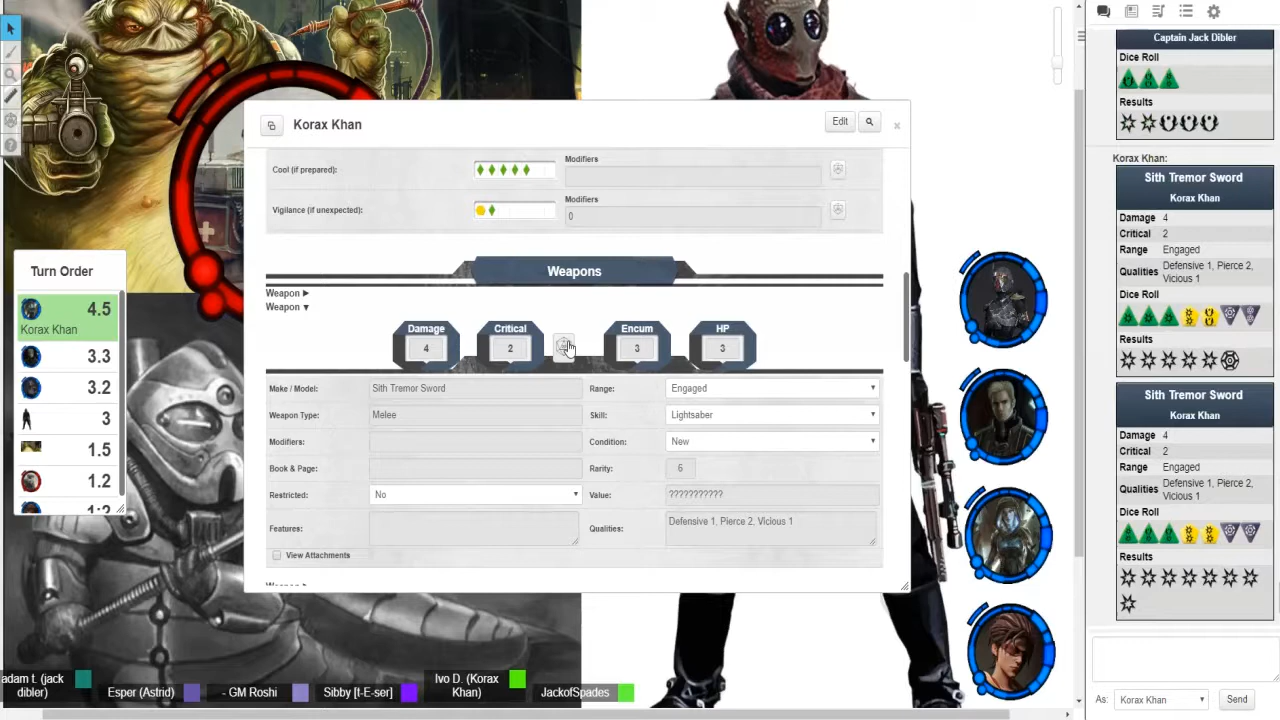 Korax Khan
Edit
×
Cool (if prepared):
Modifiers
Vigilance (if unexpected):
Modifiers
0
Weapons
Weapon
Weapon
Damage
4
Critical
2
Encum
3
HP
3
Make / Model:
Sith Tremor Sword
Range:
Engaged
Weapon Type:
Melee
Skill:
Lightsaber
Modifiers:
Condition:
New
Book & Page:
Rarity:
6
Restricted:
No
Value:
???????????
Features:
Qualities:
Defensive 1, Pierce 2, Vicious 1
View Attachments
Turn Order
4.5
Korax Khan
3.3
3.2
3
1.5
1.2
adam t. (jack
dibler)
Esper (Astrid)
- GM Roshi
Sibby [t-E-ser]
Ivo D. (Korax
Khan)
JackofSpades
Captain Jack Dibler
Dice Roll
Results
Korax Khan:
Sith Tremor Sword
Korax Khan
Damage 4
Critical 2
Range Engaged
Qualities Defensive 1, Pierce 2,
Vicious 1
Dice Roll
Results
Sith Tremor Sword
Korax Khan
Damage 4
Critical 2
Range Engaged
Qualities Defensive 1, Pierce 2,
Vicious 1
Dice Roll
Results
As:
Korax Khan
Send